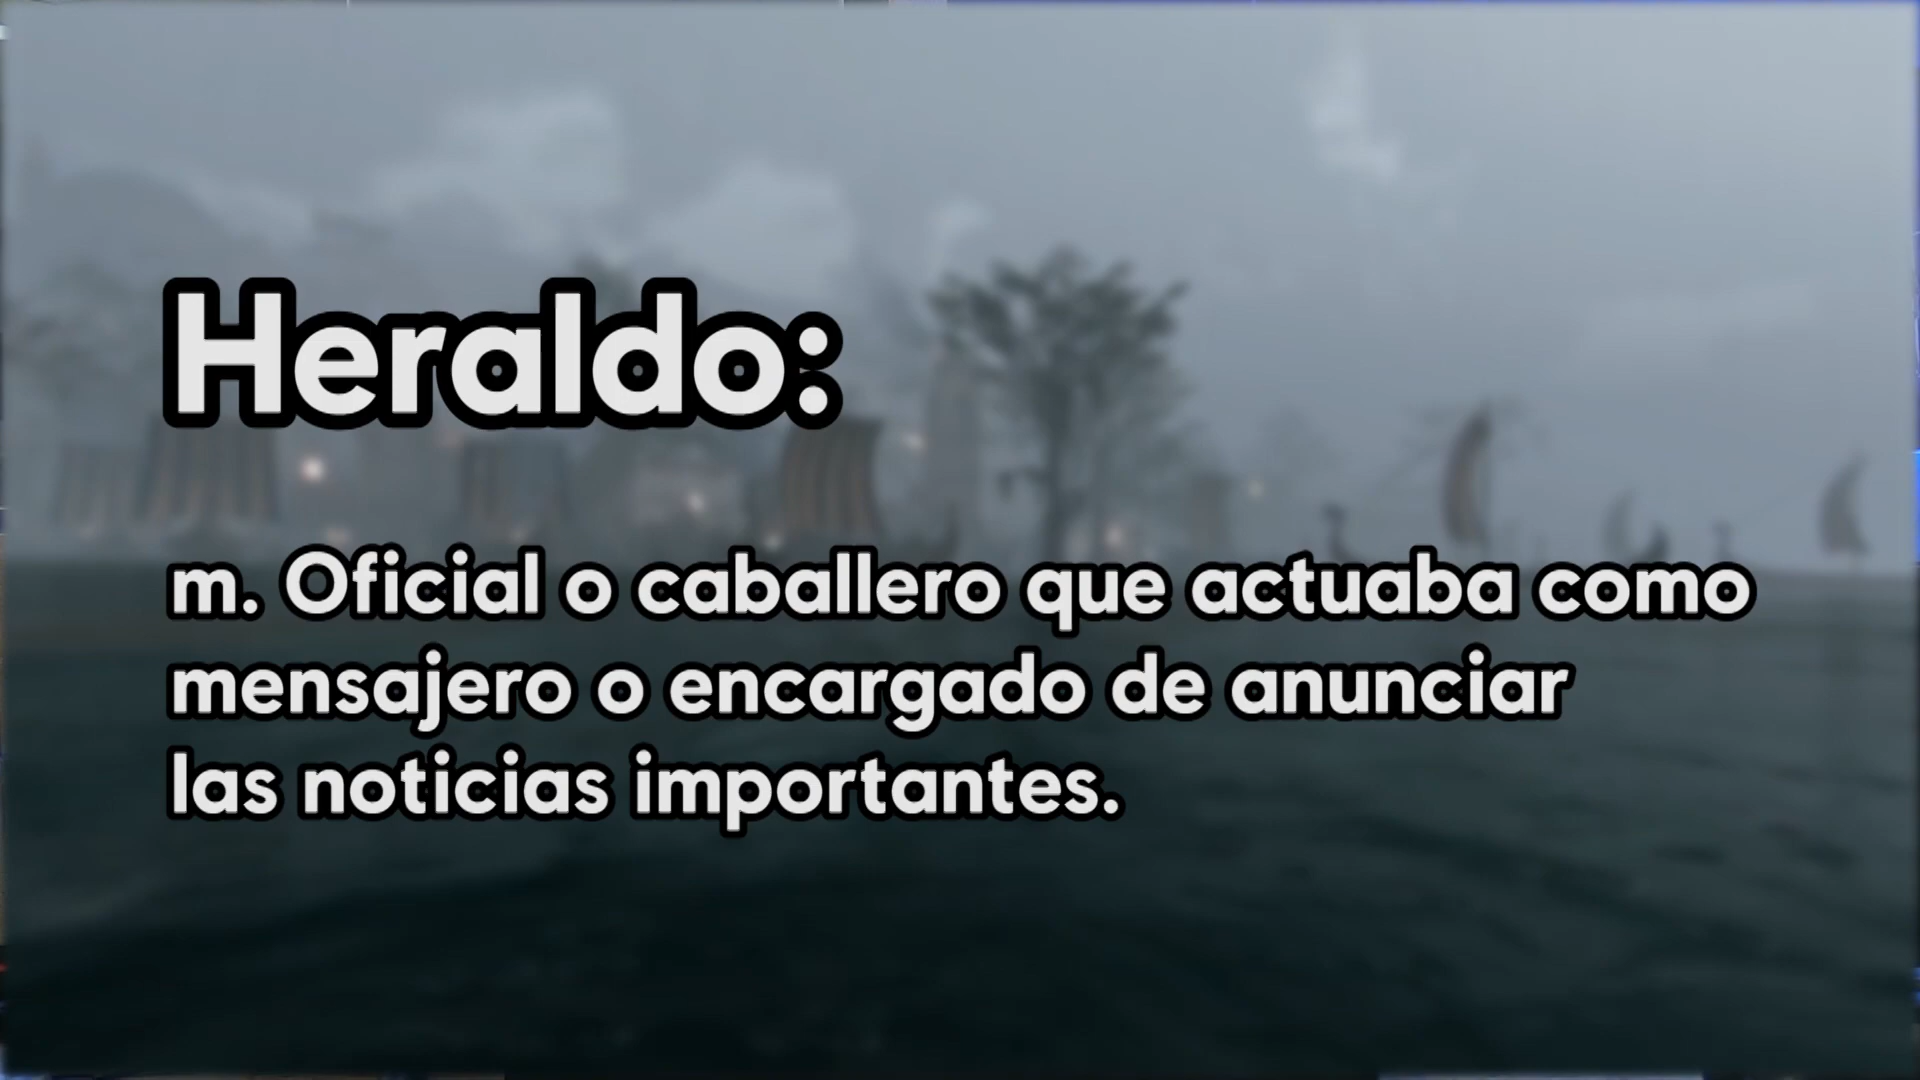 Heraldo:
m. Oficial o caballero que actuaba como
mensajero o encargado de anunciar
las noticias importantes.